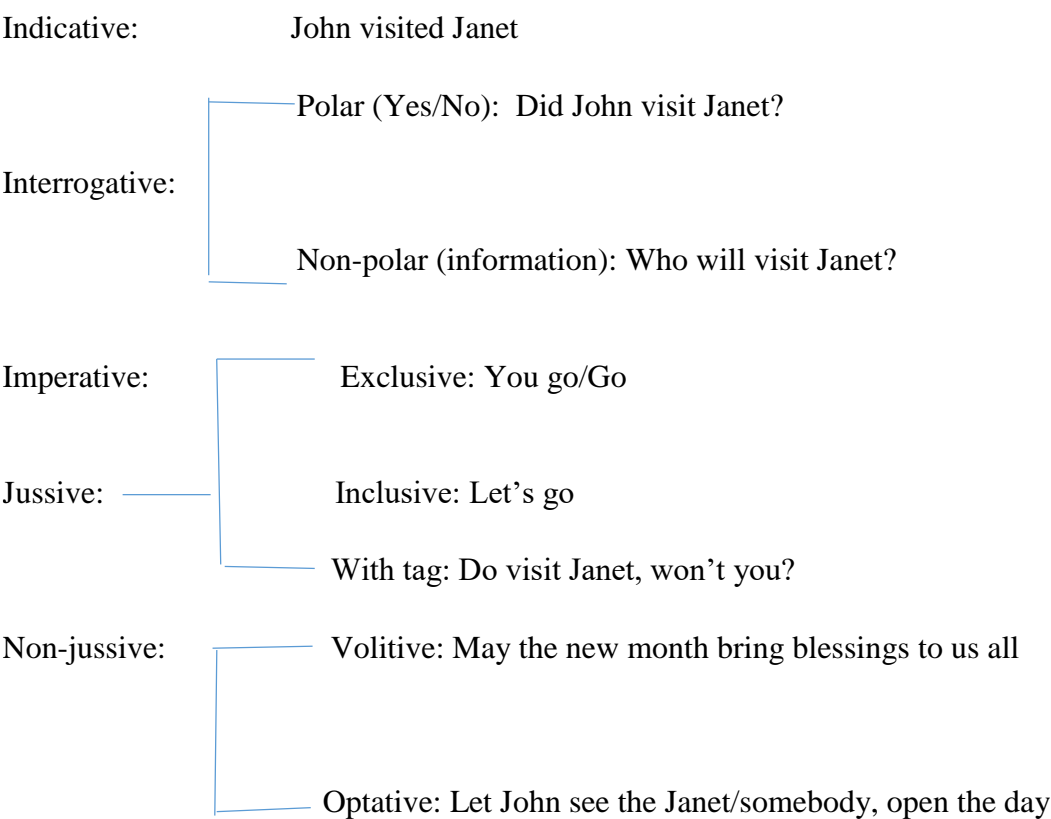 Indicative: John visited Janet
Polar (Yes/No): Did John visit Janet?
Interrogative:
Non-polar (information): Who will visit Janet?
Imperative: Exclusive: You go/Go
Jussive: Inclusive: Let’s go
With tag: Do visit Janet, won’t you?
Non-jussive: Volitive: May the new month bring blessings to us all
Optative: Let John see the Janet/somebody, open the day